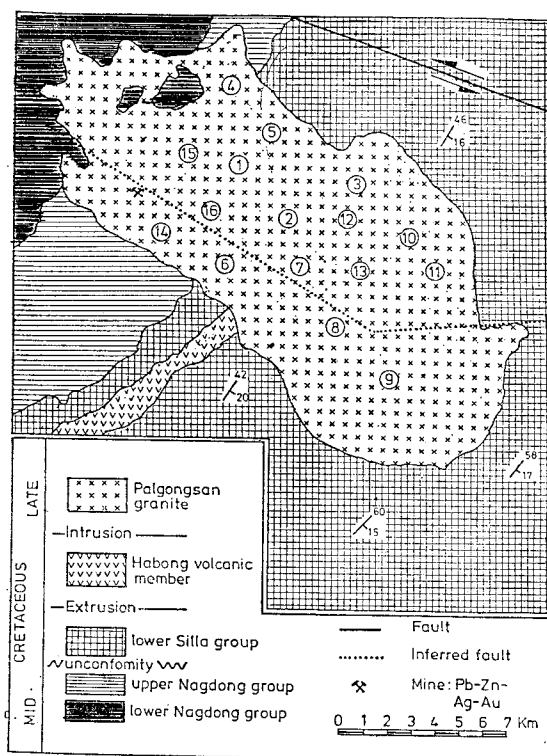 4
5
15
1
3
46
16
16
2
12
10
14
6
7
13
11
8
9
42
20
58
17
60
15
LATE
CRETACEOUS
MID.
Palgongsan
granite
Intrusion
Habong volcanic
member
Extrusion
lower Silla group
unconfomity
upper Nagdong group
lower Nagdong group
Fault
Inferred fault
Mine: Pb-Zn-
Ag-Au
0 1 2 3 4 5 6 7 Km